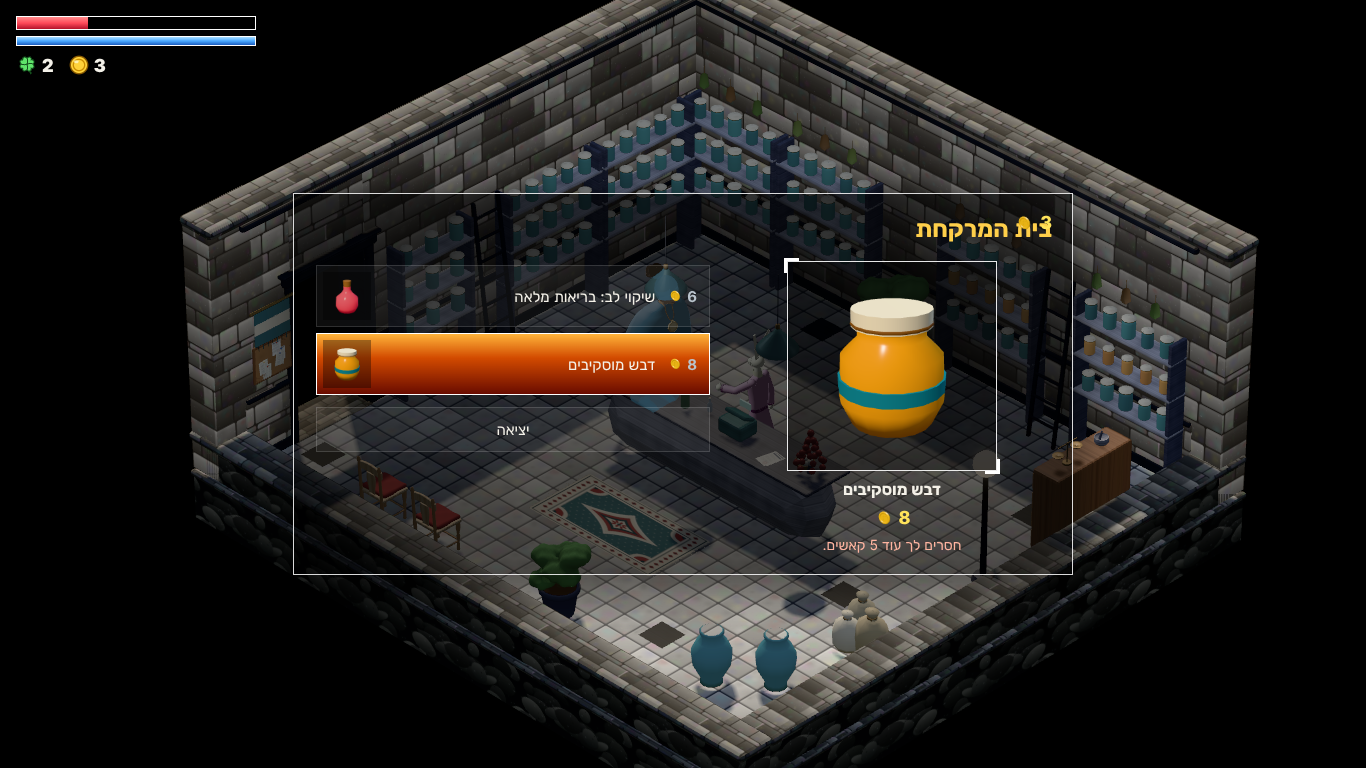 2 3
בית המרקחת
3
שיקוי לב: בריאות מלאה 6
דבש מוסקיבים 8
יציאה
דבש מוסקיבים
8
חסרים לך עוד 5 קאשים.